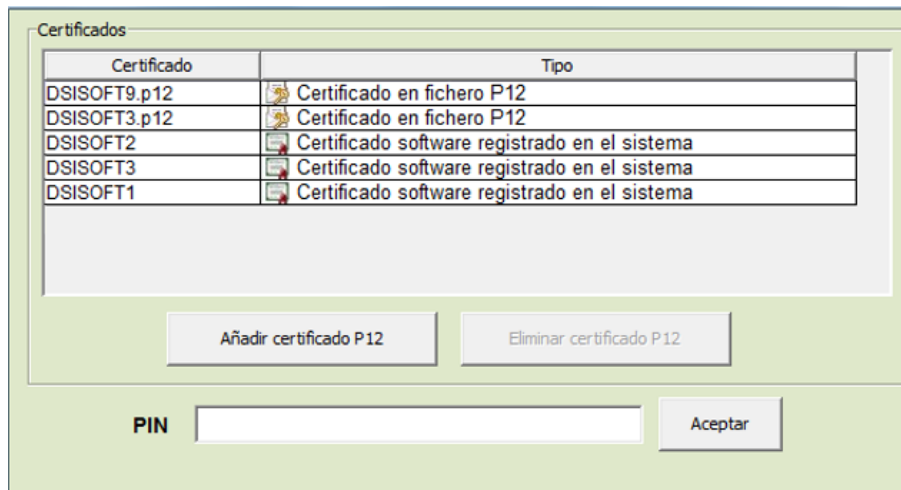 Certificados
Certificado Tipo
DSISOFT9.p12 Certificado en fichero P12
DSISOFT3.p12 Certificado en fichero P12
DSISOFT2 Certificado software registrado en el sistema
DSISOFT3 Certificado software registrado en el sistema
DSISOFT1 Certificado software registrado en el sistema
Añadir certificado P12 Eliminar certificado P12
PIN Aceptar